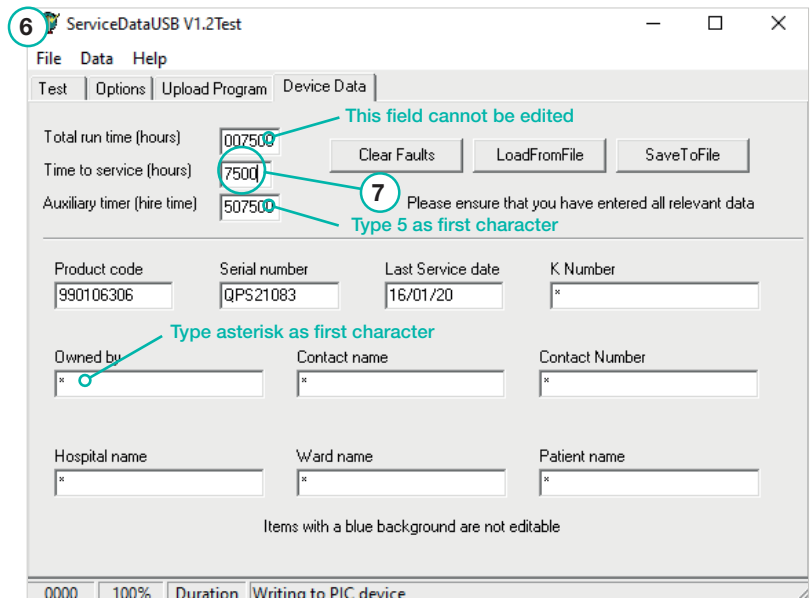 6 ServiceDataUSB V1.2Test
File Data Help
Test Options Upload Program Device Data
This field cannot be edited
Total run time (hours) 007500
Clear Faults LoadFromFile SaveToFile
Time to service (hours) 7500
7
Auxiliary timer (hire time) 507500 Please ensure that you have entered all relevant data
Type 5 as first character
Product code Serial number Last Service date K Number
990106306 QPS21083 16/01/20 *
Type asterisk as first character
Owned by Contact name Contact Number
* * *
Hospital name Ward name Patient name
* * *
Items with a blue background are not editable
0000 100% Duration Writing to PIC device